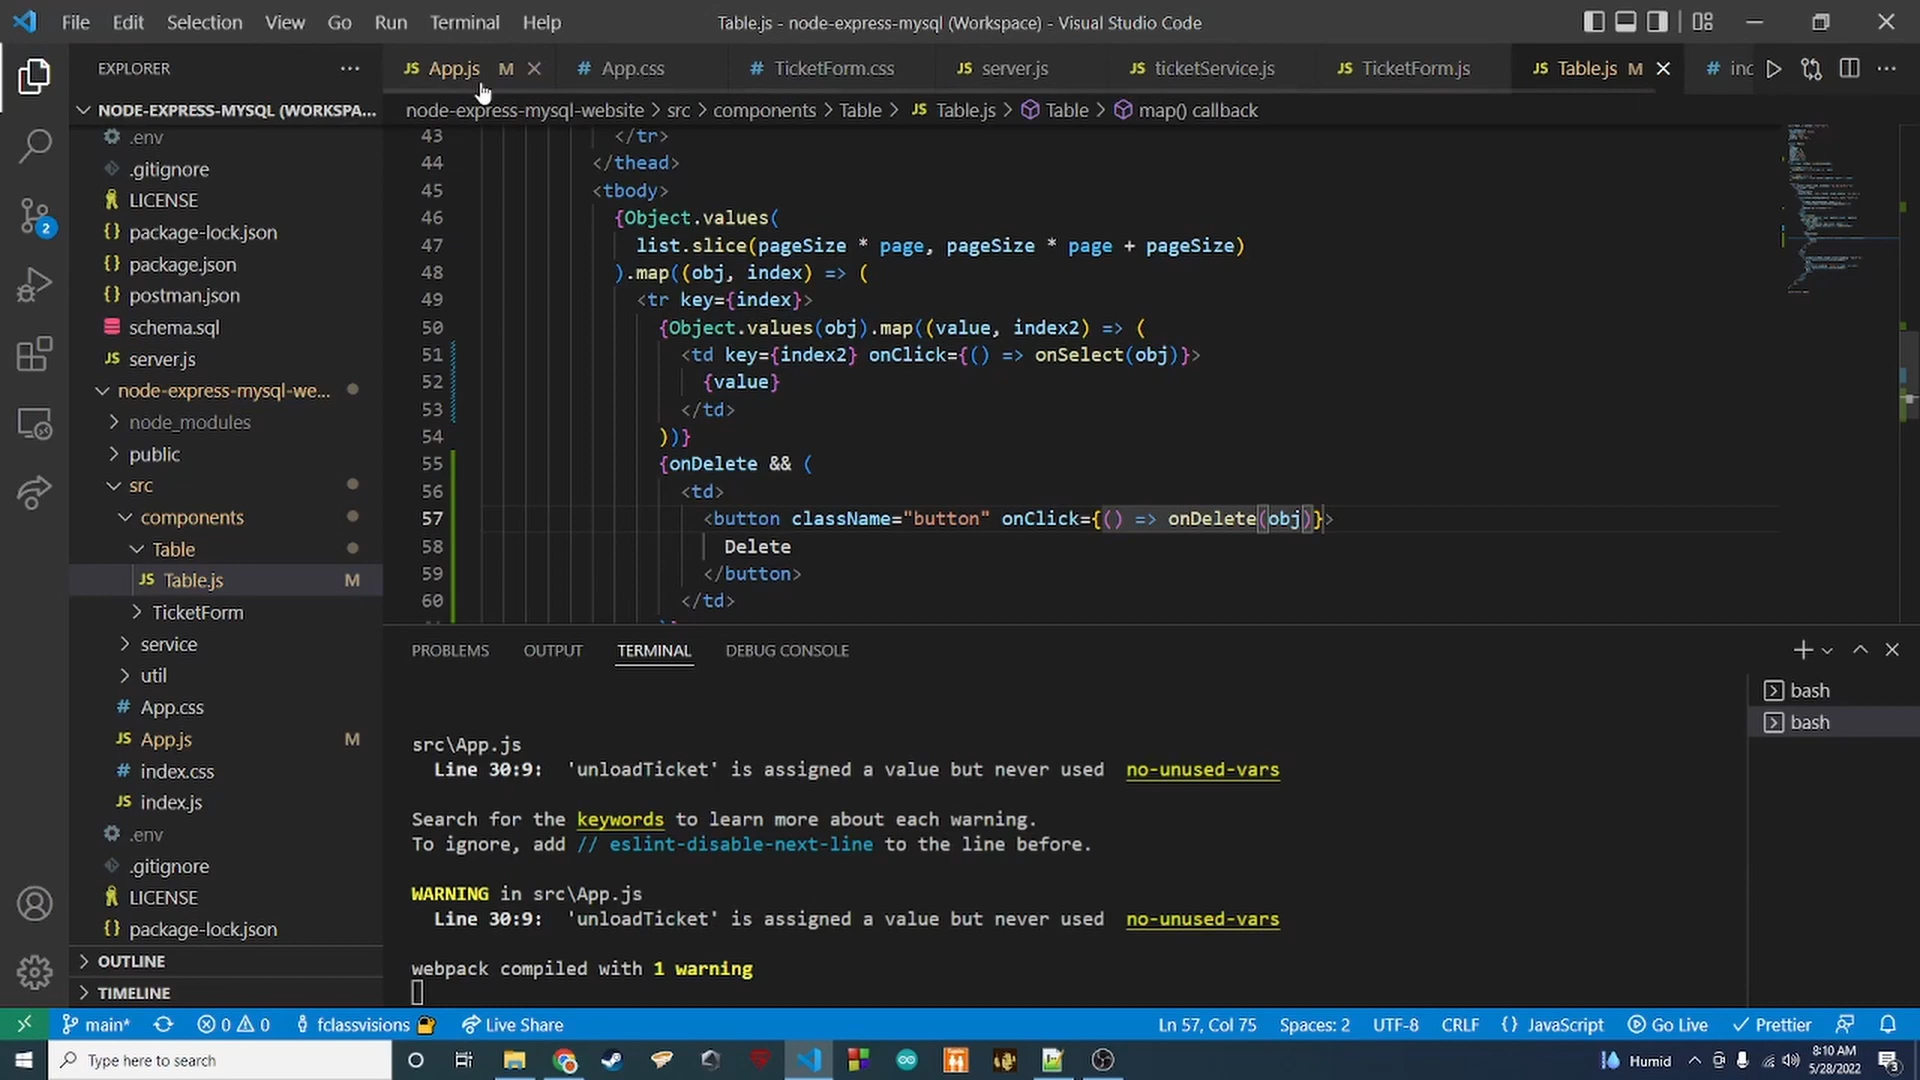 File Edit Selection View Go Run Terminal Help
Table.js - node-express-mysql (Workspace) - Visual Studio Code
EXPLORER
JS App.js M
# App.css
# TicketForm.css
JS server.js
JS ticketService.js
JS TicketForm.js
JS Table.js M
# inc
NODE-EXPRESS-MYSQL (WORKSPA...
node-express-mysql-website > src > components > Table > JS Table.js > Table > map() callback
.env
.gitignore
LICENSE
{} package-lock.json
{} package.json
{} postman.json
schema.sql
JS server.js
node-express-mysql-we...
node_modules
public
src
components
Table
JS Table.js M
TicketForm
service
util
# App.css
JS App.js M
# index.css
JS index.js
.env
.gitignore
LICENSE
{} package-lock.json
OUTLINE
TIMELINE
2
43 </tr>
44 </thead>
45 <tbody>
46 {Object.values(
47 list.slice(pageSize * page, pageSize * page + pageSize)
48 ).map((obj, index) => (
49 <tr key={index}>
50 {Object.values(obj).map((value, index2) => (
51 <td key={index2} onClick={() => onSelect(obj)}>
52 {value}
53 </td>
54 ))}
55 {onDelete && (
56 <td>
57 <button className="button" onClick={() => onDelete(obj)}>
58 Delete
59 </button>
60 </td>
PROBLEMS OUTPUT TERMINAL DEBUG CONSOLE
bash
bash
src\App.js
Line 30:9: 'unloadTicket' is assigned a value but never used no-unused-vars
Search for the keywords to learn more about each warning.
To ignore, add // eslint-disable-next-line to the line before.
WARNING in src\App.js
Line 30:9: 'unloadTicket' is assigned a value but never used no-unused-vars
webpack compiled with 1 warning
main* 0 0 fclassvisions Live Share Ln 57, Col 75 Spaces: 2 UTF-8 CRLF {} JavaScript Go Live Prettier
Type here to search
Humid
8:10 AM
5/28/2022
3